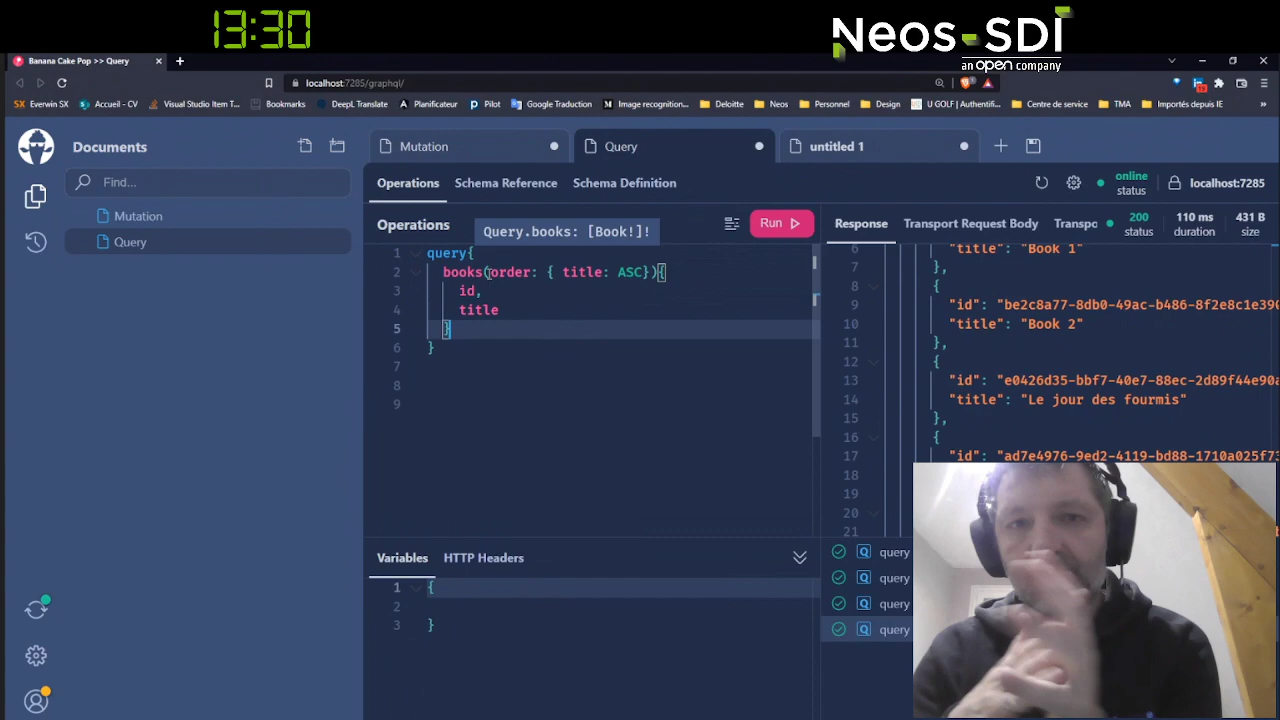 13:30
Neos-SDI
an open company
Banana Cake Pop >> Query
localhost:7285/graphql/
Everwin SX
Accueil - CV
Visual Studio Item T...
Bookmarks
DeepL Translate
Planificateur
Pilot
Google Traduction
Image recognition...
Deloitte
Neos
Personnel
Design
U GOLF | Authentifi...
Centre de service
TMA
Importés depuis IE
Documents
Find...
Mutation
Query
Mutation
Query
untitled 1
Operations
Schema Reference
Schema Definition
online
status
localhost:7285
Operations
Query.books: [Book!]!
Run
1 query{
2 books(order: { title: ASC}){
3 id,
4 title
5 }
6 }
7
8
9
Variables
HTTP Headers
1 {
2
3 }
Response
Transport Request Body
Transpo
200
status
110 ms
duration
431 B
size
6 "title": "Book 1"
7 },
8 {
9 "id": "be2c8a77-8db0-49ac-b486-8f2e8c1e390
10 "title": "Book 2"
11 },
12 {
13 "id": "e0426d35-bbf7-40e7-88ec-2d89f44e90a
14 "title": "Le jour des fourmis"
15 },
16 {
17 "id": "ad7e4976-9ed2-4119-bd88-1710a025f73
18
19
20
21
query
query
query
query